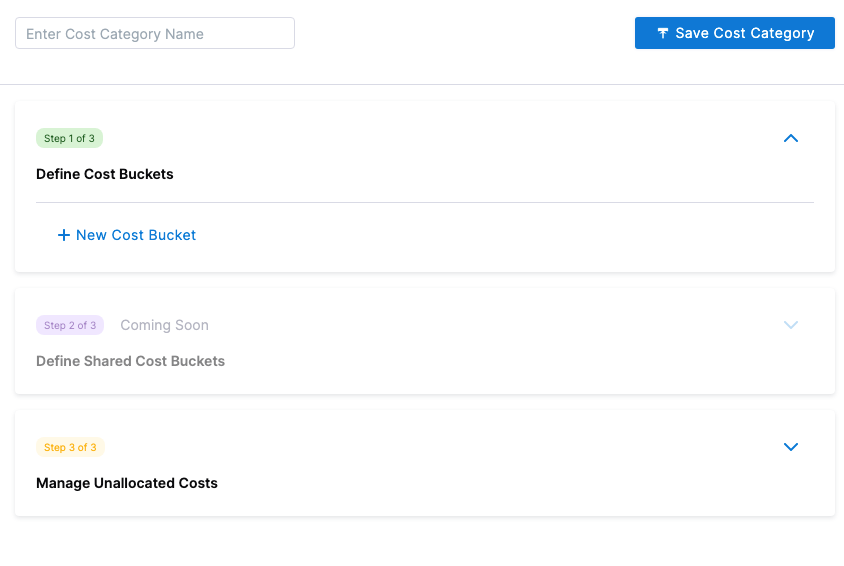 Enter Cost Category Name
Save Cost Category
Step 1 of 3
Define Cost Buckets
New Cost Bucket
Step 2 of 3 Coming Soon
Define Shared Cost Buckets
Step 3 of 3
Manage Unallocated Costs